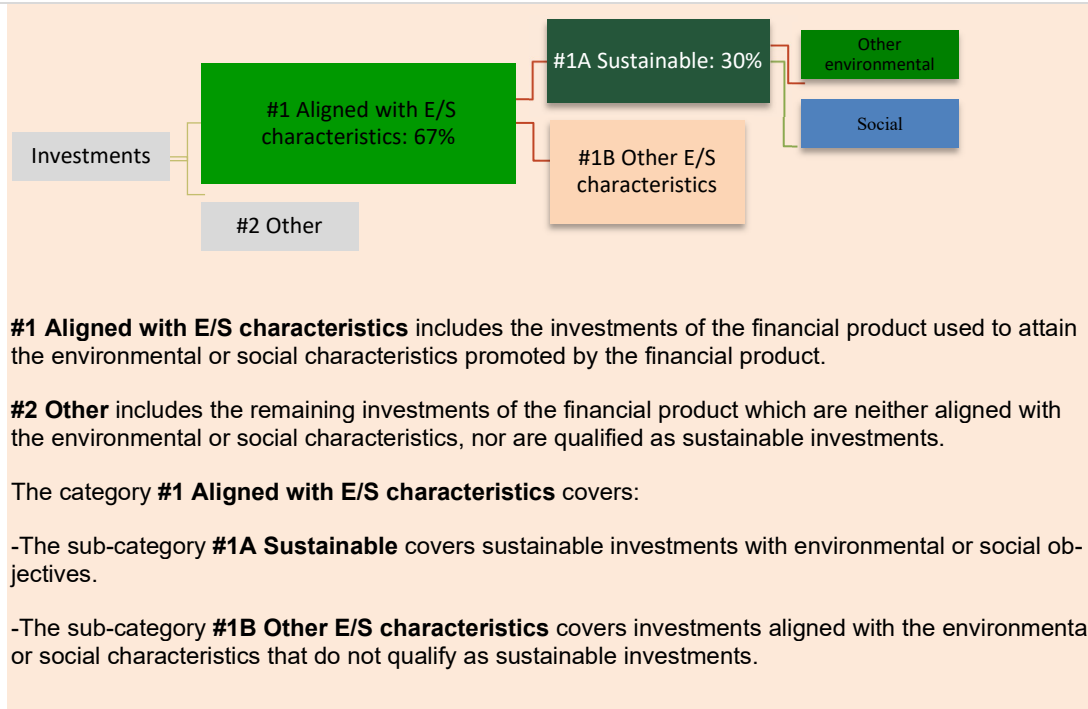 Investments
#1 Aligned with E/S
characteristics: 67%
#2 Other
#1A Sustainable: 30%
#1B Other E/S
characteristics
Other
environmental
Social
#1 Aligned with E/S characteristics includes the investments of the financial product used to attain
the environmental or social characteristics promoted by the financial product.
#2 Other includes the remaining investments of the financial product which are neither aligned with
the environmental or social characteristics, nor are qualified as sustainable investments.
The category #1 Aligned with E/S characteristics covers:
-The sub-category #1A Sustainable covers sustainable investments with environmental or social ob-
jectives.
-The sub-category #1B Other E/S characteristics covers investments aligned with the environmenta
or social characteristics that do not qualify as sustainable investments.